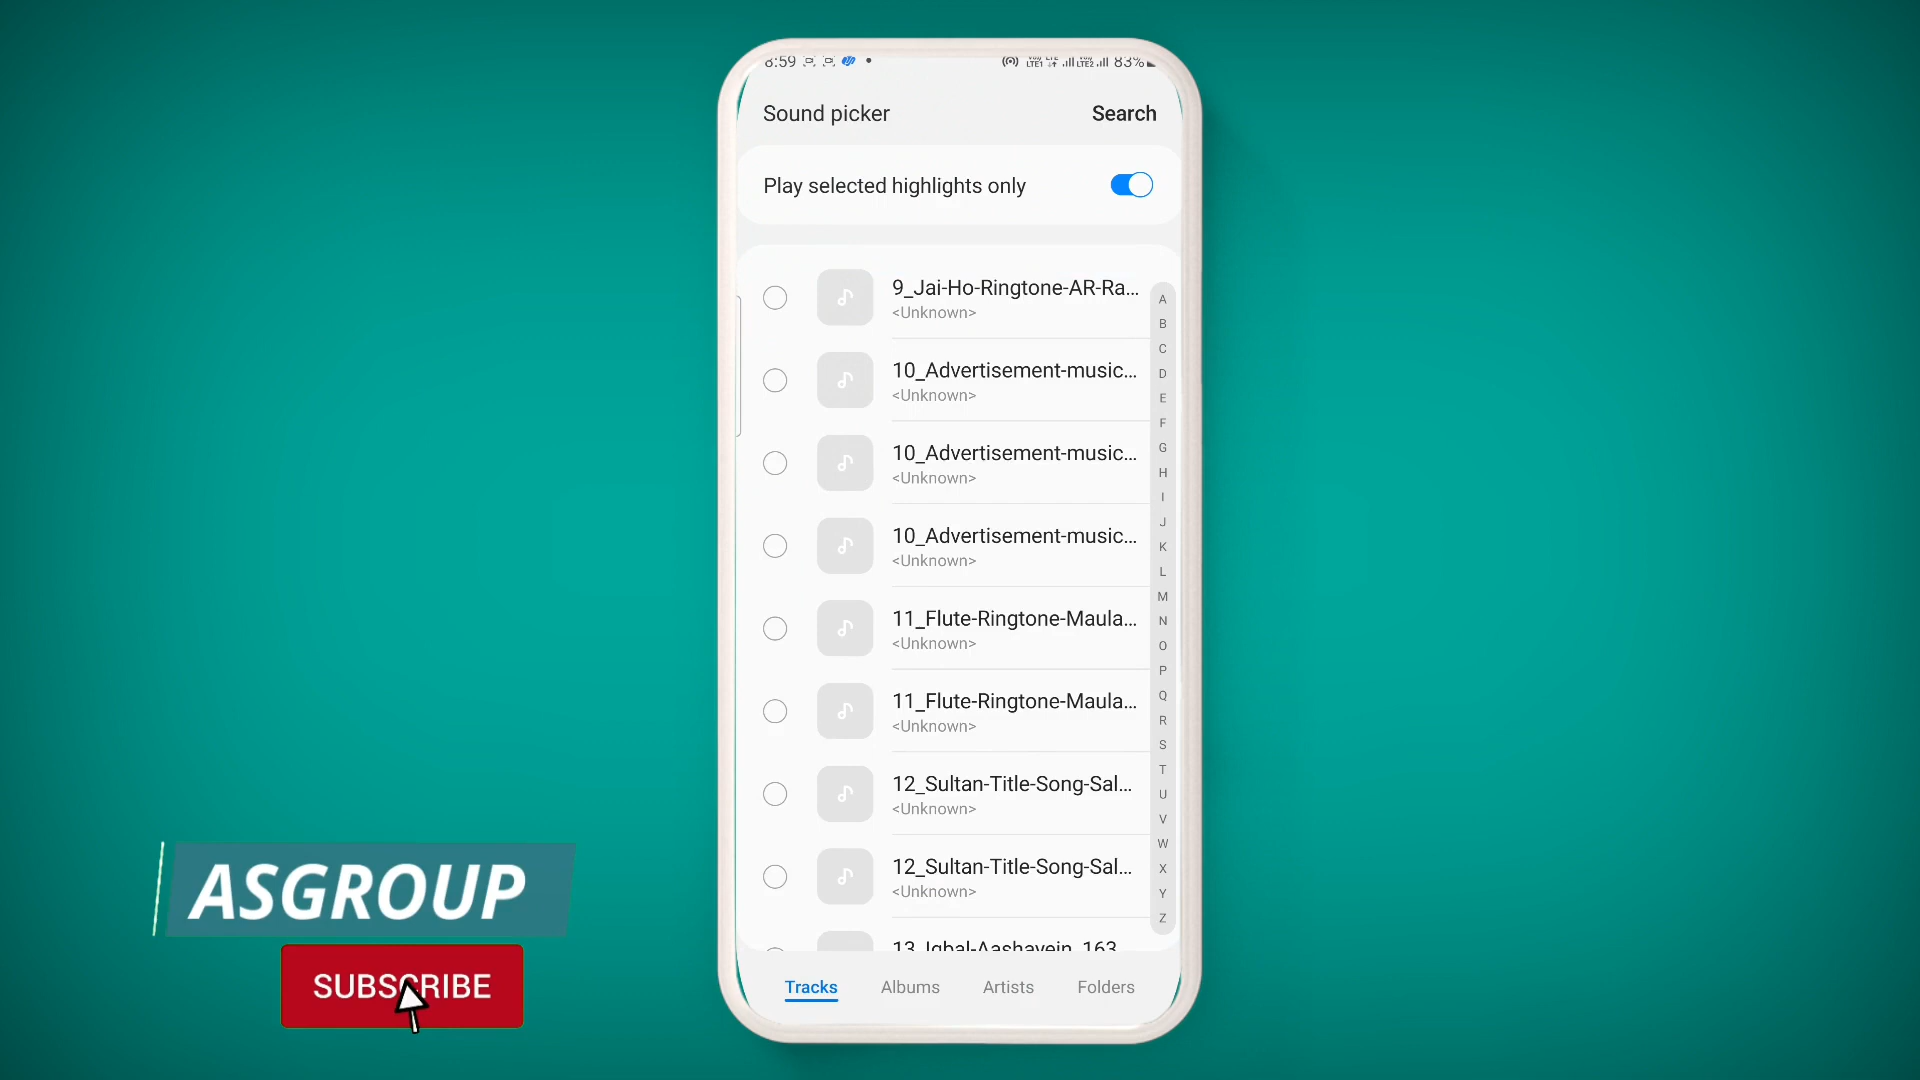 8:59
83%
Sound picker
Search
Play selected highlights only
9_Jai-Ho-Ringtone-AR-Ra...
<Unknown>
10_Advertisement-music...
<Unknown>
10_Advertisement-music...
<Unknown>
10_Advertisement-music...
<Unknown>
11_Flute-Ringtone-Maula...
<Unknown>
11_Flute-Ringtone-Maula...
<Unknown>
12_Sultan-Title-Song-Sal...
<Unknown>
12_Sultan-Title-Song-Sal...
<Unknown>
13_Iqbal-Aashayein_163
A
B
C
D
E
F
G
H
I
J
K
L
M
N
O
P
Q
R
S
T
U
V
W
X
Y
Z
Tracks
Albums
Artists
Folders
ASGROUP
SUBSCRIBE